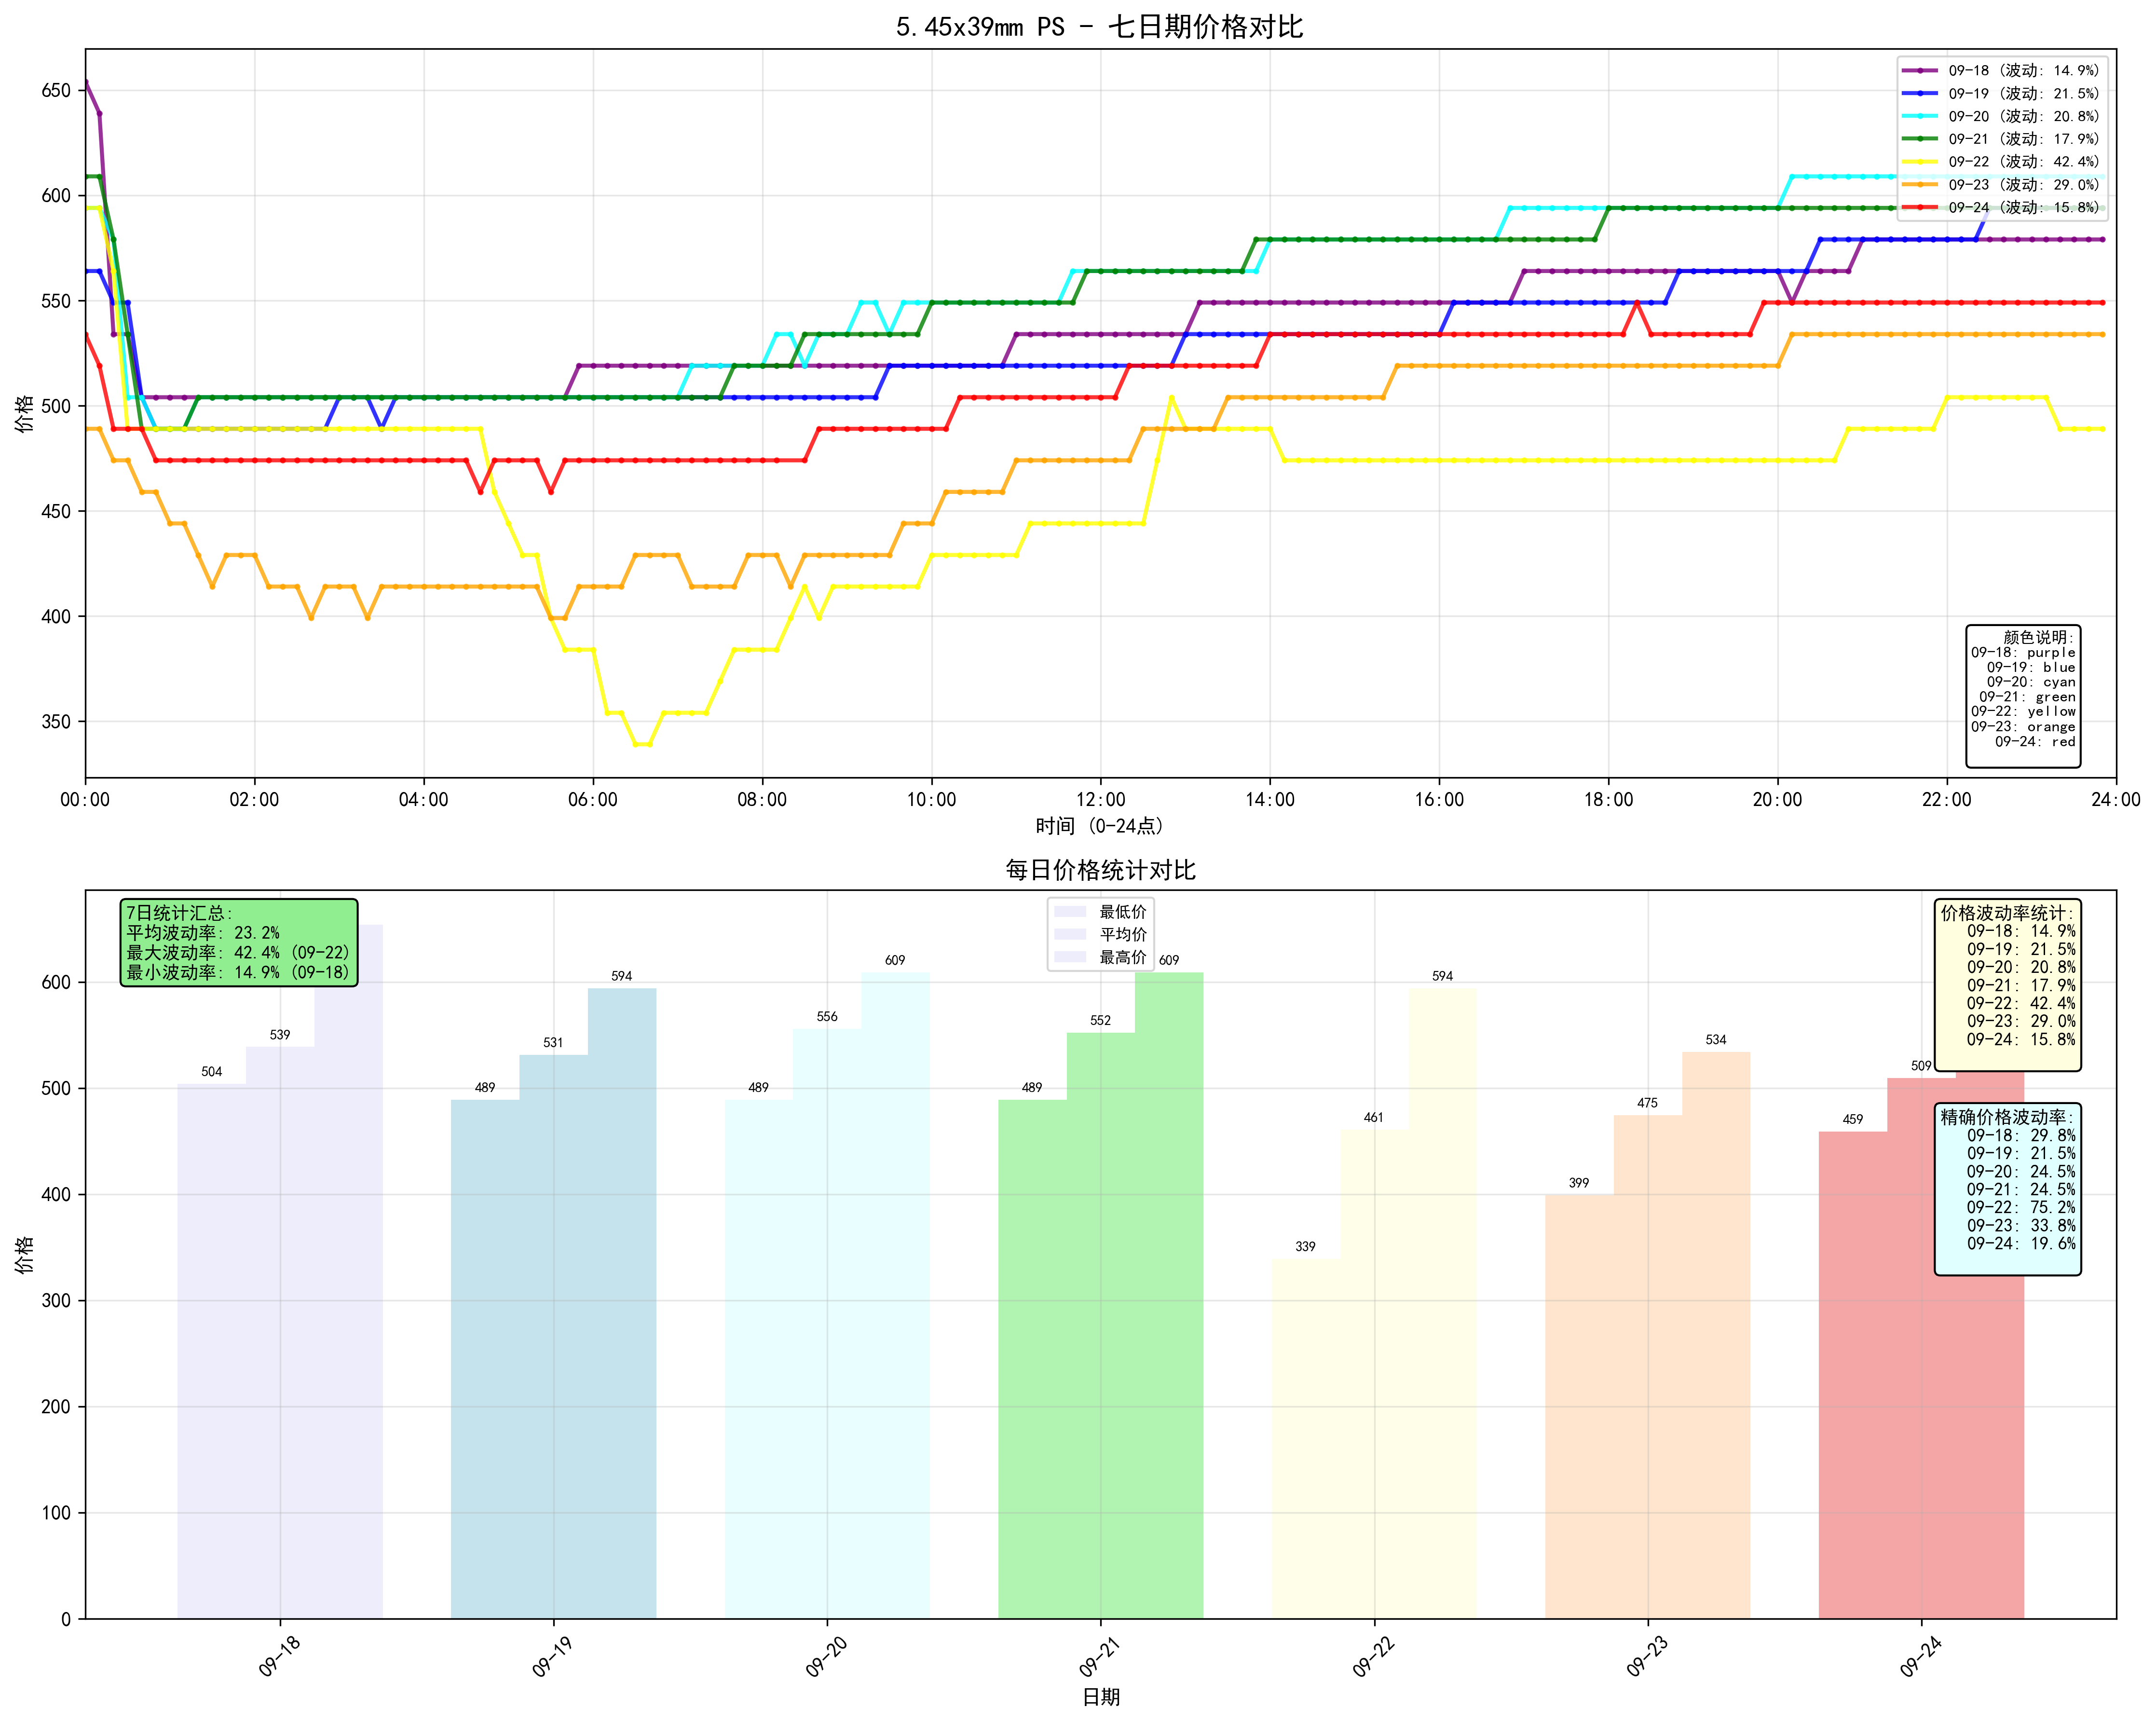 5.45x39mm PS - 七日期价格对比
价格
650
600
550
500
450
400
350
09-18 (波动: 14.9%)
09-19 (波动: 21.5%)
09-20 (波动: 20.8%)
09-21 (波动: 17.9%)
09-22 (波动: 42.4%)
09-23 (波动: 29.0%)
09-24 (波动: 15.8%)
颜色说明:
09-18: purple
09-19: blue
09-20: cyan
09-21: green
09-22: yellow
09-23: orange
09-24: red
00:00 02:00 04:00 06:00 08:00 10:00 12:00 14:00 16:00 18:00 20:00 22:00 24:00
时间 (0-24点)
每日价格统计对比
价格
600
500
400
300
200
100
0
7日统计汇总:
平均波动率: 23.2%
最大波动率: 42.4% (09-22)
最小波动率: 14.9% (09-18)
最低价
平均价
最高价
价格波动率统计:
09-18: 14.9%
09-19: 21.5%
09-20: 20.8%
09-21: 17.9%
09-22: 42.4%
09-23: 29.0%
09-24: 15.8%
精确价格波动率:
09-18: 29.8%
09-19: 21.5%
09-20: 24.5%
09-21: 24.5%
09-22: 75.2%
09-23: 33.8%
09-24: 19.6%
504 539
489 531 594
489 556 609
489 552 609
339 461 594
399 475 534
459 509
09-18 09-19 09-20 09-21 09-22 09-23 09-24
日期